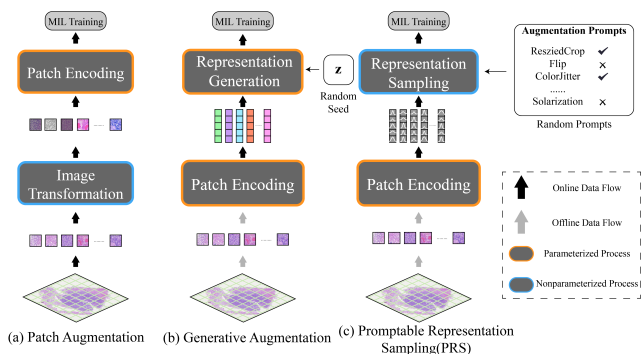 MIL Training
Patch Encoding
Image
Transformation
(a) Patch Augmentation
MIL Training
Representation
Generation
z
Random
Seed
Patch Encoding
(b) Generative Augmentation
MIL Training
Representation
Sampling
Patch Encoding
(c) Promptable Representation
Sampling(PRS)
Augmentation Prompts
ResziedCrop ✓
Flip ×
ColorJitter ✓
......
Solarization ×
Random Prompts
Online Data Flow
Offline Data Flow
Parameterized Process
Nonparameterized Process